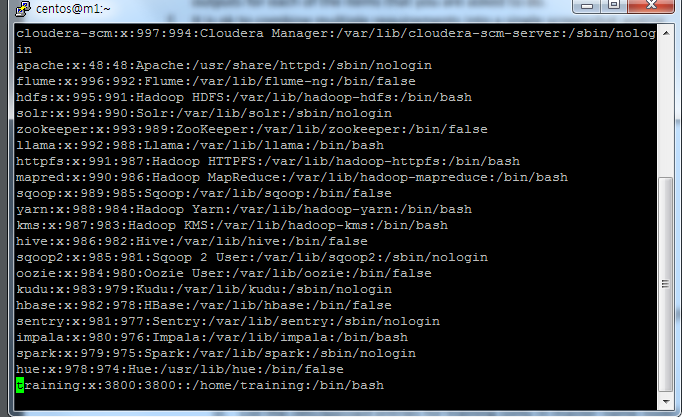 centos@m1:~
cloudera-scm:x:997:994:Cloudera Manager:/var/lib/cloudera-scm-server:/sbin/nolog
in
apache:x:48:48:Apache:/usr/share/httpd:/sbin/nologin
flume:x:996:992:Flume:/var/lib/flume-ng:/bin/false
hdfs:x:995:991:Hadoop HDFS:/var/lib/hadoop-hdfs:/bin/bash
solr:x:994:990:Solr:/var/lib/solr:/sbin/nologin
zookeeper:x:993:989:ZooKeeper:/var/lib/zookeeper:/bin/false
llama:x:992:988:Llama:/var/lib/llama:/bin/bash
httpfs:x:991:987:Hadoop HTTPFS:/var/lib/hadoop-httpfs:/bin/bash
mapred:x:990:986:Hadoop MapReduce:/var/lib/hadoop-mapreduce:/bin/bash
sqoop:x:989:985:Sqoop:/var/lib/sqoop:/bin/false
yarn:x:988:984:Hadoop Yarn:/var/lib/hadoop-yarn:/bin/bash
kms:x:987:983:Hadoop KMS:/var/lib/hadoop-kms:/bin/bash
hive:x:986:982:Hive:/var/lib/hive:/bin/false
sqoop2:x:985:981:Sqoop 2 User:/var/lib/sqoop2:/sbin/nologin
oozie:x:984:980:Oozie User:/var/lib/oozie:/bin/false
kudu:x:983:979:Kudu:/var/lib/kudu:/sbin/nologin
hbase:x:982:978:HBase:/var/lib/hbase:/bin/false
sentry:x:981:977:Sentry:/var/lib/sentry:/sbin/nologin
impala:x:980:976:Impala:/var/lib/impala:/bin/bash
spark:x:979:975:Spark:/var/lib/spark:/sbin/nologin
hue:x:978:974:Hue:/usr/lib/hue:/bin/false
training:x:3800:3800::/home/training:/bin/bash